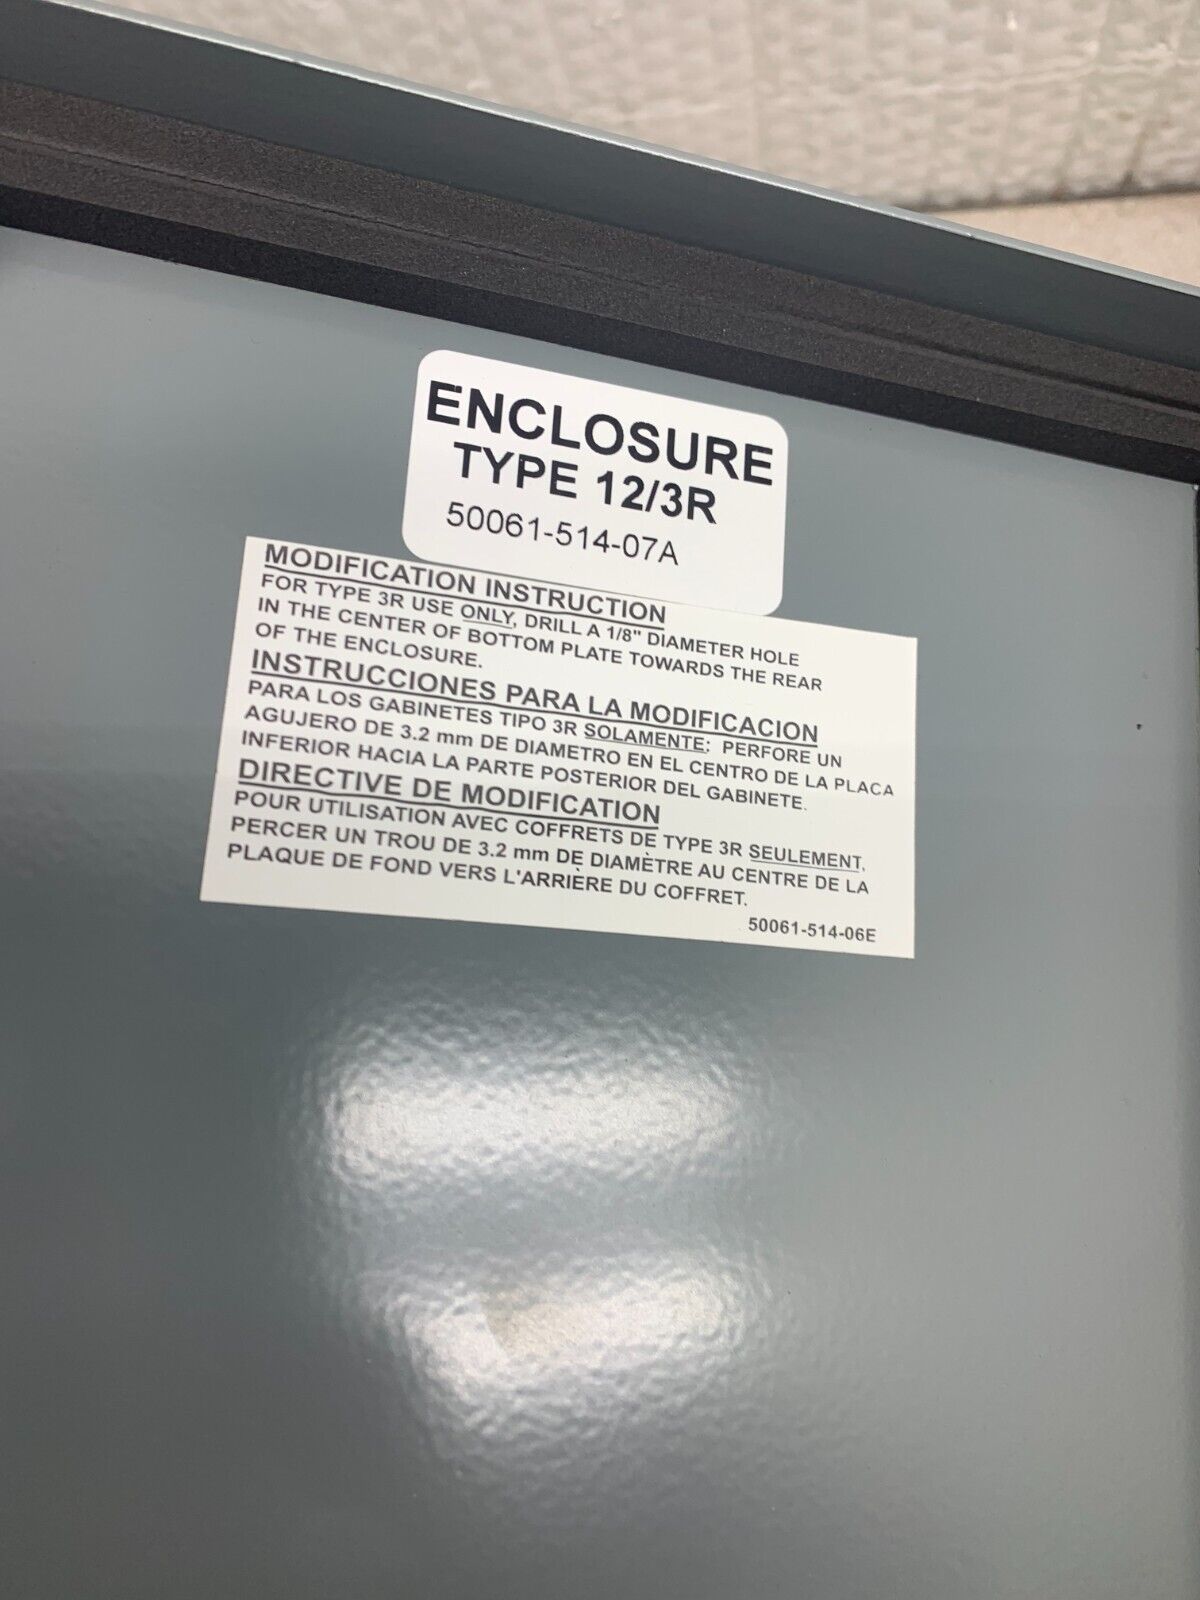 ENCLOSURE
TYPE 12/3R
50061-514-07A
MODIFICATION INSTRUCTION
FOR TYPE 3R USE ONLY, DRILL A 1/8" DIAMETER HOLE
IN THE CENTER OF BOTTOM PLATE TOWARDS THE REAR
OF THE ENCLOSURE.
INSTRUCCIONES PARA LA MODIFICACION
PARA LOS GABINETES TIPO 3R SOLAMENTE; PERFORE UN
AGUJERO DE 3.2 mm DE DIAMETRO EN EL CENTRO DE LA PLACA
INFERIOR HACIA LA PARTE POSTERIOR DEL GABINETE.
DIRECTIVE DE MODIFICATION
POUR UTILISATION AVEC COFFRETS DE TYPE 3R SEULEMENT,
PERCER UN TROU DE 3.2 mm DE DIAMÈTRE AU CENTRE DE LA
PLAQUE DE FOND VERS L'ARRIÈRE DU COFFRET.
50061-514-06E